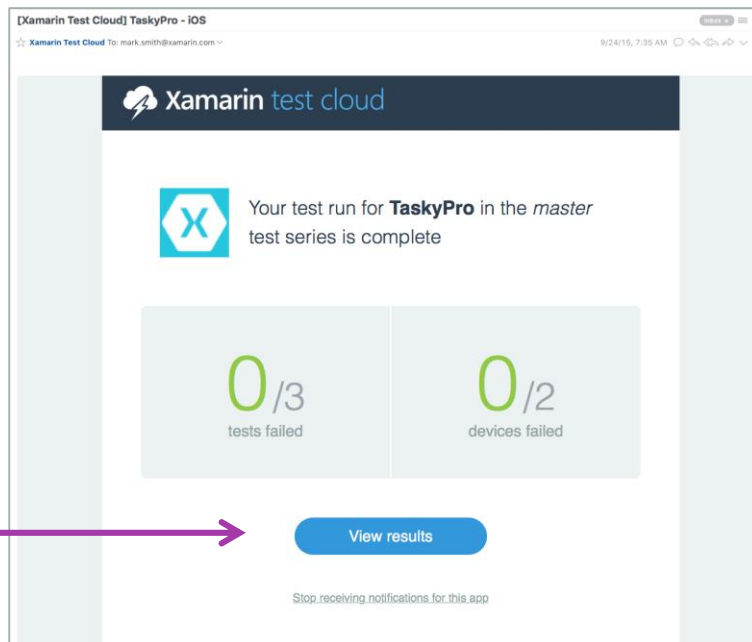 [Xamarin Test Cloud] TaskyPro - iOS
Inbox x
Xamarin Test Cloud To: mark.smith@xamarin.com
9/24/15, 7:35 AM
Xamarin test cloud
X
Your test run for TaskyPro in the master
test series is complete
0/3
0/2
tests failed
devices failed
View results
Stop receiving notifications for this app